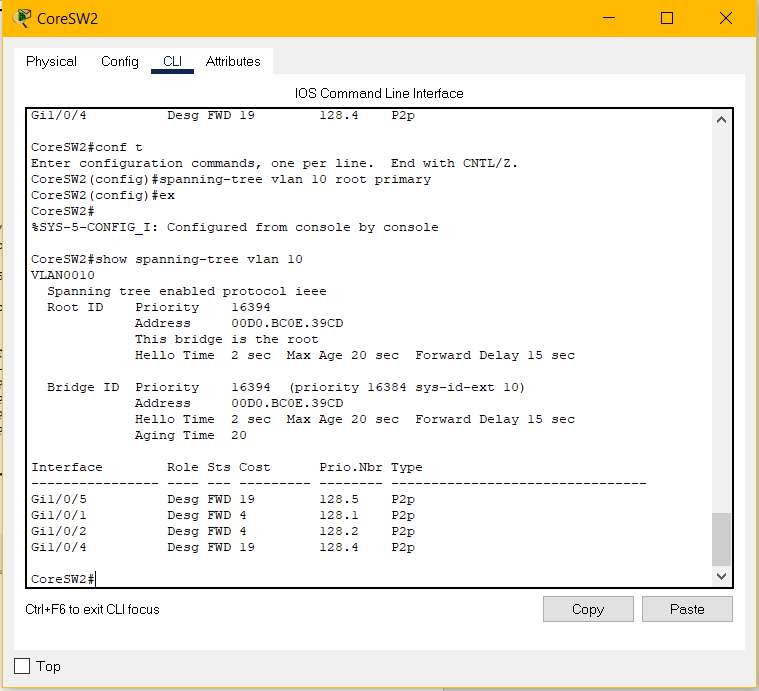 CoreSW2
Physical Config CLI Attributes
IOS Command Line Interface
Gi1/0/4          Desg FWD 19        128.4    P2p
CoreSW2#conf t
Enter configuration commands, one per line.  End with CNTL/Z.
CoreSW2(config)#spanning-tree vlan 10 root primary
CoreSW2(config)#ex
CoreSW2#
%SYS-5-CONFIG_I: Configured from console by console
CoreSW2#show spanning-tree vlan 10
VLAN0010
  Spanning tree enabled protocol ieee
  Root ID    Priority    16394
             Address     00D0.BC0E.39CD
             This bridge is the root
             Hello Time  2 sec  Max Age 20 sec  Forward Delay 15 sec
  Bridge ID  Priority    16394  (priority 16384 sys-id-ext 10)
             Address     00D0.BC0E.39CD
             Hello Time  2 sec  Max Age 20 sec  Forward Delay 15 sec
             Aging Time  20
Interface        Role Sts Cost      Prio.Nbr Type
---------------- ---- --- --------- -------- --------------------------------
Gi1/0/5          Desg FWD 19        128.5    P2p
Gi1/0/1          Desg FWD 4         128.1    P2p
Gi1/0/2          Desg FWD 4         128.2    P2p
Gi1/0/4          Desg FWD 19        128.4    P2p
CoreSW2#
Ctrl+F6 to exit CLI focus
Copy Paste
Top